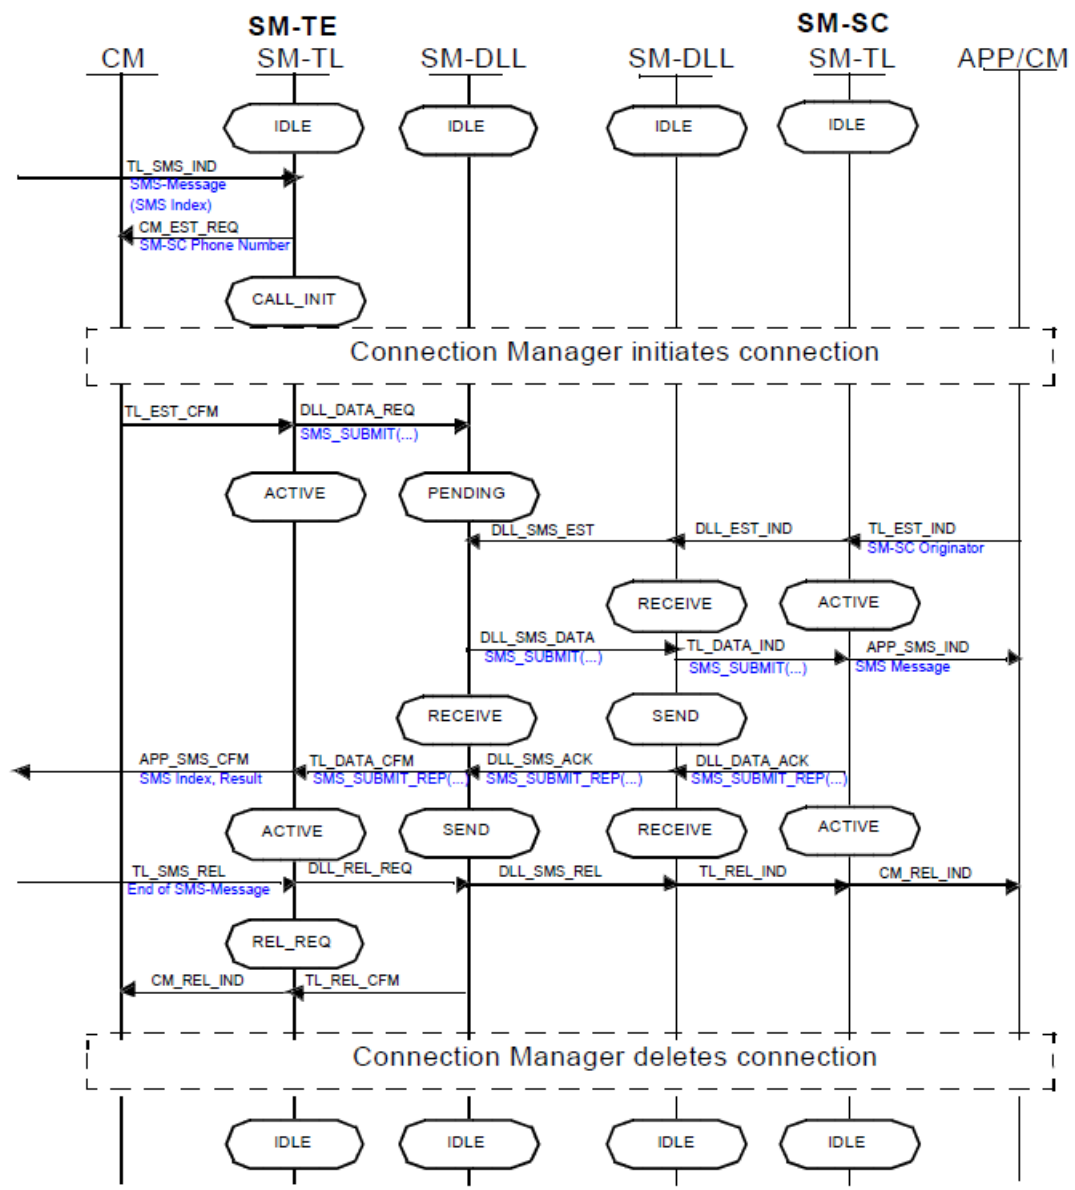 SM-TE SM-SC
CM SM-TL SM-DLL SM-DLL SM-TL APP/CM
IDLE IDLE IDLE IDLE
TL_SMS_IND
SMS-Message
(SMS Index)
CM_EST_REQ
SM-SC Phone Number
CALL_INIT
Connection Manager initiates connection
TL_EST_CFM DLL_DATA_REQ
SMS_SUBMIT(...)
ACTIVE PENDING
DLL_SMS_EST DLL_EST_IND TL_EST_IND
SM-SC Originator
RECEIVE ACTIVE
DLL_SMS_DATA TL_DATA_IND APP_SMS_IND
SMS_SUBMIT(...) SMS_SUBMIT(...) SMS Message
RECEIVE SEND
APP_SMS_CFM TL_DATA_CFM DLL_SMS_ACK DLL_DATA_ACK
SMS Index, Result SMS_SUBMIT_REP(...) SMS_SUBMIT_REP(...) SMS_SUBMIT_REP(...)
ACTIVE SEND RECEIVE ACTIVE
TL_SMS_REL DLL_REL_REQ DLL_SMS_REL TL_REL_IND CM_REL_IND
End of SMS-Message
REL_REQ
CM_REL_IND TL_REL_CFM
Connection Manager deletes connection
IDLE IDLE IDLE IDLE